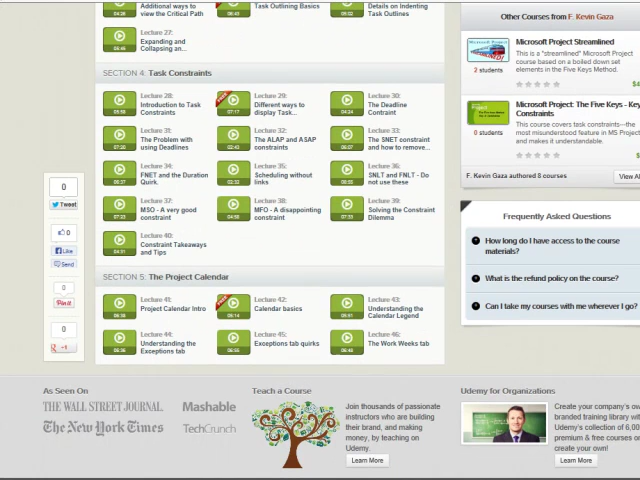 Additional ways to
view the Critical Path
Task Outlining Basics
Details on Indenting
Task Outlines
Lecture 27:
Expanding and
Collapsing an...
SECTION 4: Task Constraints
Lecture 28:
Introduction to Task
Constraints
Lecture 29:
Different ways to
display Task...
Lecture 30:
The Deadline
Contraint
Lecture 31:
The Problem with
using Deadlines
Lecture 32:
The ALAP and ASAP
constraints
Lecture 33:
The SNET constraint
and how to remove...
Lecture 34:
FNET and the Duration
Quirk.
Lecture 35:
Scheduling without
links
Lecture 36:
SNLT and FNLT - Do
not use these
Lecture 37:
MSO - A very good
constraint
Lecture 38:
MFO - A disappointing
constraint
Lecture 39:
Solving the Constraint
Dilemma
Lecture 40:
Constraint Takeaways
and Tips
SECTION 5: The Project Calendar
Lecture 41:
Project Calendar Intro
Lecture 42:
Calendar basics
Lecture 43:
Understanding the
Calendar Legend
Lecture 44:
Understanding the
Exceptions tab
Lecture 45:
Exceptions tab quirks
Lecture 46:
The Work Weeks tab
0
Tweet
0
Like
Send
0
Pin it
0
+1
Other Courses from F. Kevin Gaza
Microsoft Project Streamlined
This is a "streamlined" Microsoft Project
course based on a boiled down set
elements in the Five Keys Method.
2 students
Microsoft Project: The Five Keys - Key
Constraints
This course covers task constraints--the
most misunderstood feature in MS Project
and makes it understandable.
0 students
F. Kevin Gaza authored 8 courses
View Al
Frequently Asked Questions
How long do I have access to the course
materials?
What is the refund policy on the course?
Can I take my courses with me wherever I go?
As Seen On
THE WALL STREET JOURNAL.
Mashable
The New York Times
TechCrunch
Teach a Course
Join thousands of passionate
instructors who are building
their brand, and making
money, by teaching on
Udemy.
Learn More
Udemy for Organizations
Create your company's ow
branded training library wit
Udemy's collection of 6,00
premium & free courses or
create your own!
Learn More